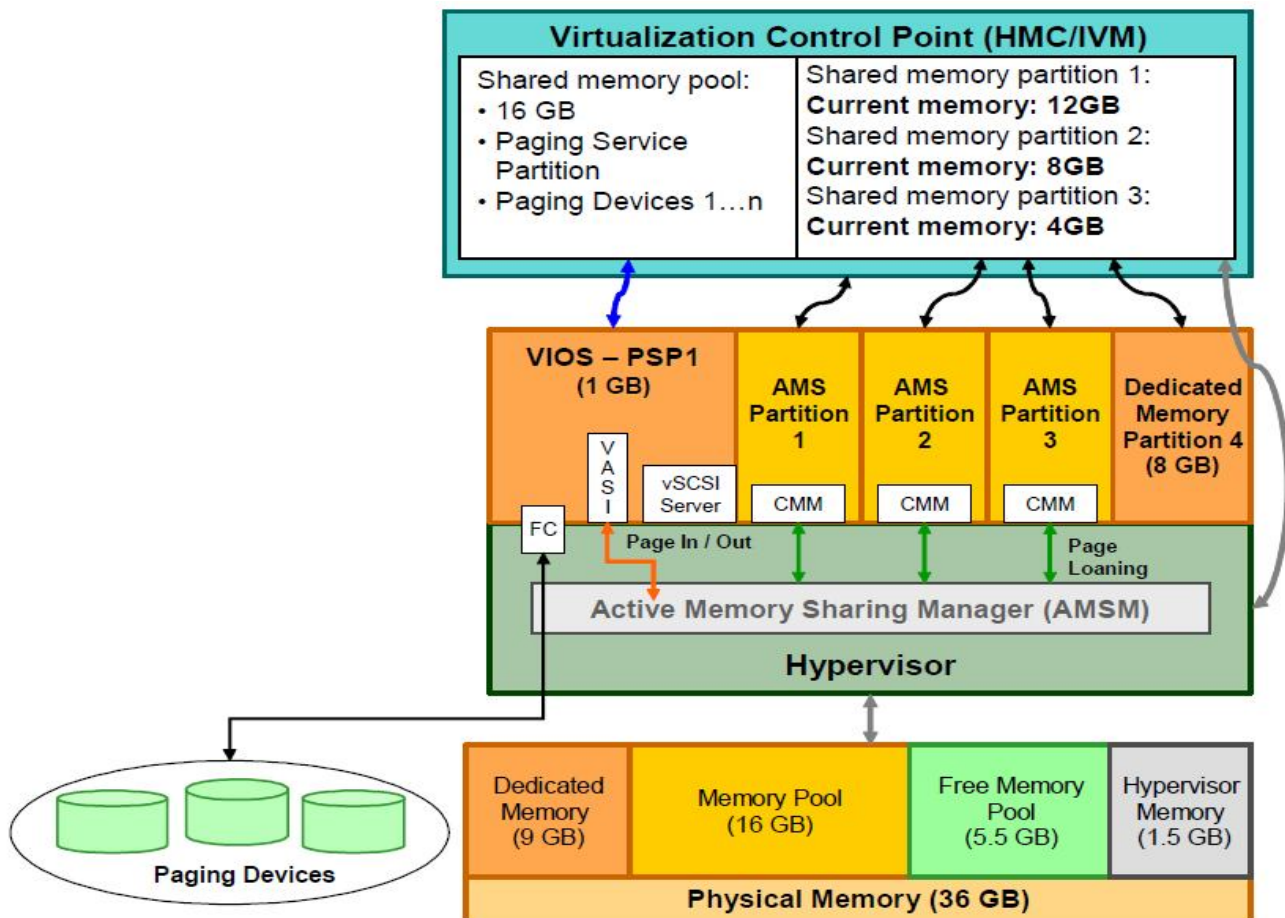 Virtualization Control Point (HMC/IVM)
Shared memory pool:
• 16 GB
• Paging Service
Partition
• Paging Devices 1…n
Shared memory partition 1:
Current memory: 12GB
Shared memory partition 2:
Current memory: 8GB
Shared memory partition 3:
Current memory: 4GB
VIOS – PSP1
(1 GB)
VASI
vSCSI
Server
FC
AMS
Partition
1
CMM
AMS
Partition
2
CMM
AMS
Partition
3
CMM
Dedicated
Memory
Partition 4
(8 GB)
Page In / Out
Page
Loaning
Active Memory Sharing Manager (AMSM)
Hypervisor
Paging Devices
Dedicated
Memory
(9 GB)
Memory Pool
(16 GB)
Free Memory
Pool
(5.5 GB)
Hypervisor
Memory
(1.5 GB)
Physical Memory (36 GB)